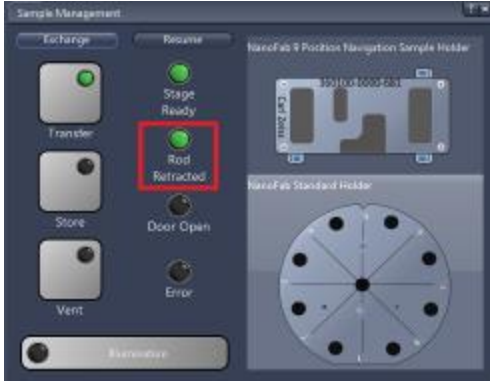 Sample Management
Exchange
Resume
NanoFab 9 Position Navigation Sample Holder
Stage
Ready
Transfer
Carl Zeiss
Rod
Retracted
NanoFab Standard Holder
Store
Door Open
Error
Vent
Illumination